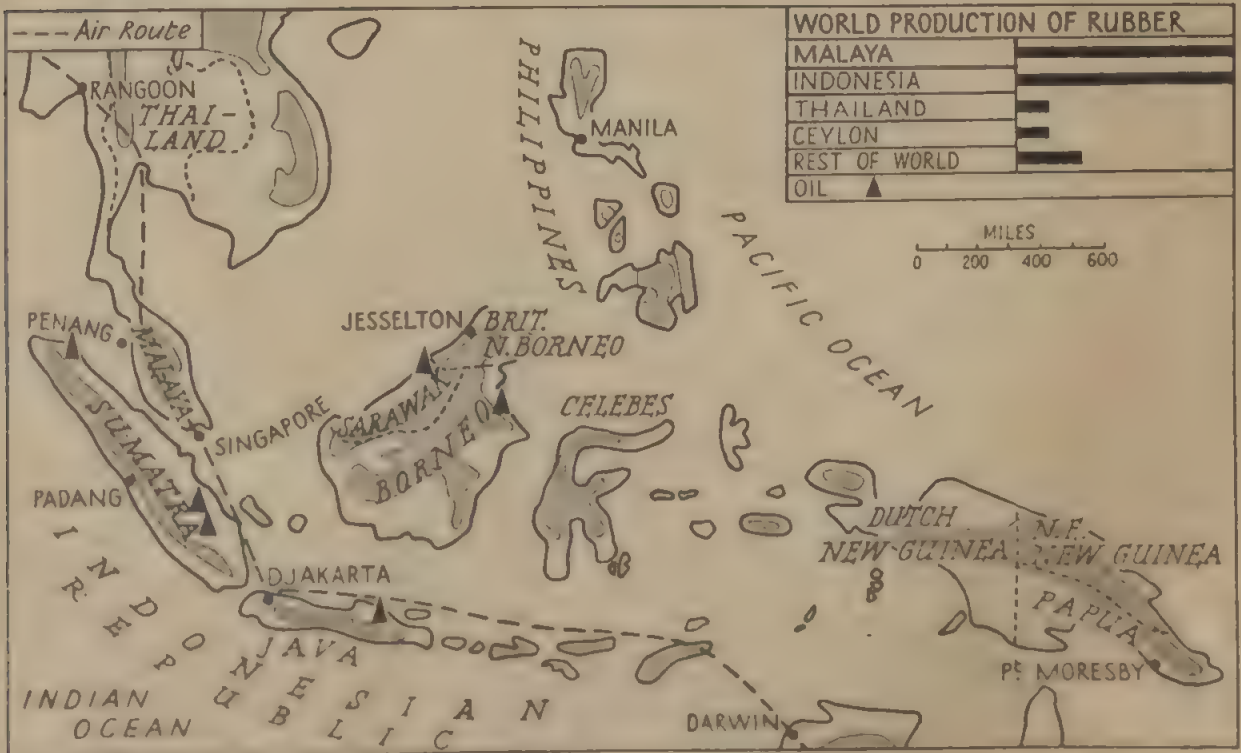 Air Route
WORLD PRODUCTION OF RUBBER
MALAYA
INDONESIA
THAILAND
CEYLON
REST OF WORLD
OIL
MILES
0 200 400 600
RANGOON
THAI-
LAND
PHILIPPINES
MANILA
PACIFIC OCEAN
PENANG
MALAYA
SINGAPORE
SUMATRA
PADANG
JESSELTON
BRIT.
N. BORNEO
SARAWAK
BORNEO
CELEBES
DUTCH
NEW GUINEA
N.E.
NEW GUINEA
PAPUA
Pt. MORESBY
DJAKARTA
JAVA
INDONESIAN
REPUBLIC
INDIAN
OCEAN
DARWIN